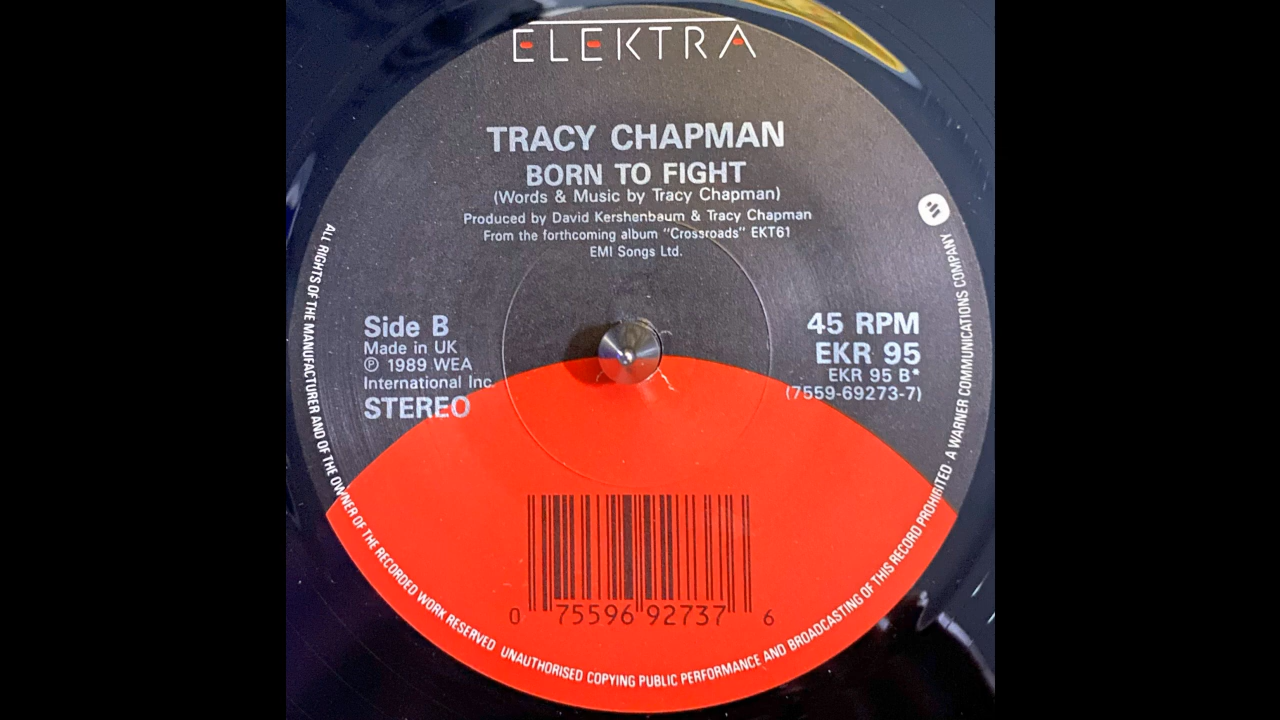 ELEKTRA
TRACY CHAPMAN
BORN TO FIGHT
(Words & Music by Tracy Chapman)
Produced by David Kershenbaum & Tracy Chapman
From the forthcoming album "Crossroads" EKT61
EMI Songs Ltd.
Side B
Made in UK
Ⓟ 1989 WEA
International Inc.
STEREO
45 RPM
EKR 95
EKR 95 B*
(7559-69273-7)
0 75596 92737 6
ALL RIGHTS OF THE MANUFACTURER AND OF THE OWNER OF THE RECORDED WORK RESERVED UNAUTHORISED COPYING PUBLIC PERFORMANCE AND BROADCASTING OF THIS RECORD PROHIBITED · A WARNER COMMUNICATIONS COMPANY